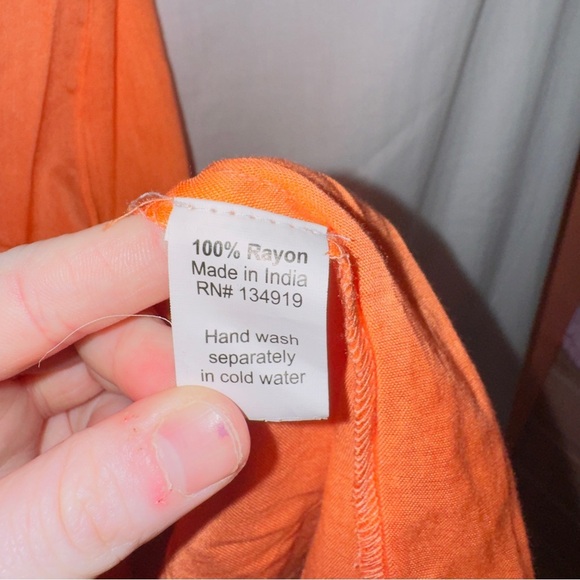 100% Rayon
Made in India
RN# 134919
Hand wash
separately
in cold water